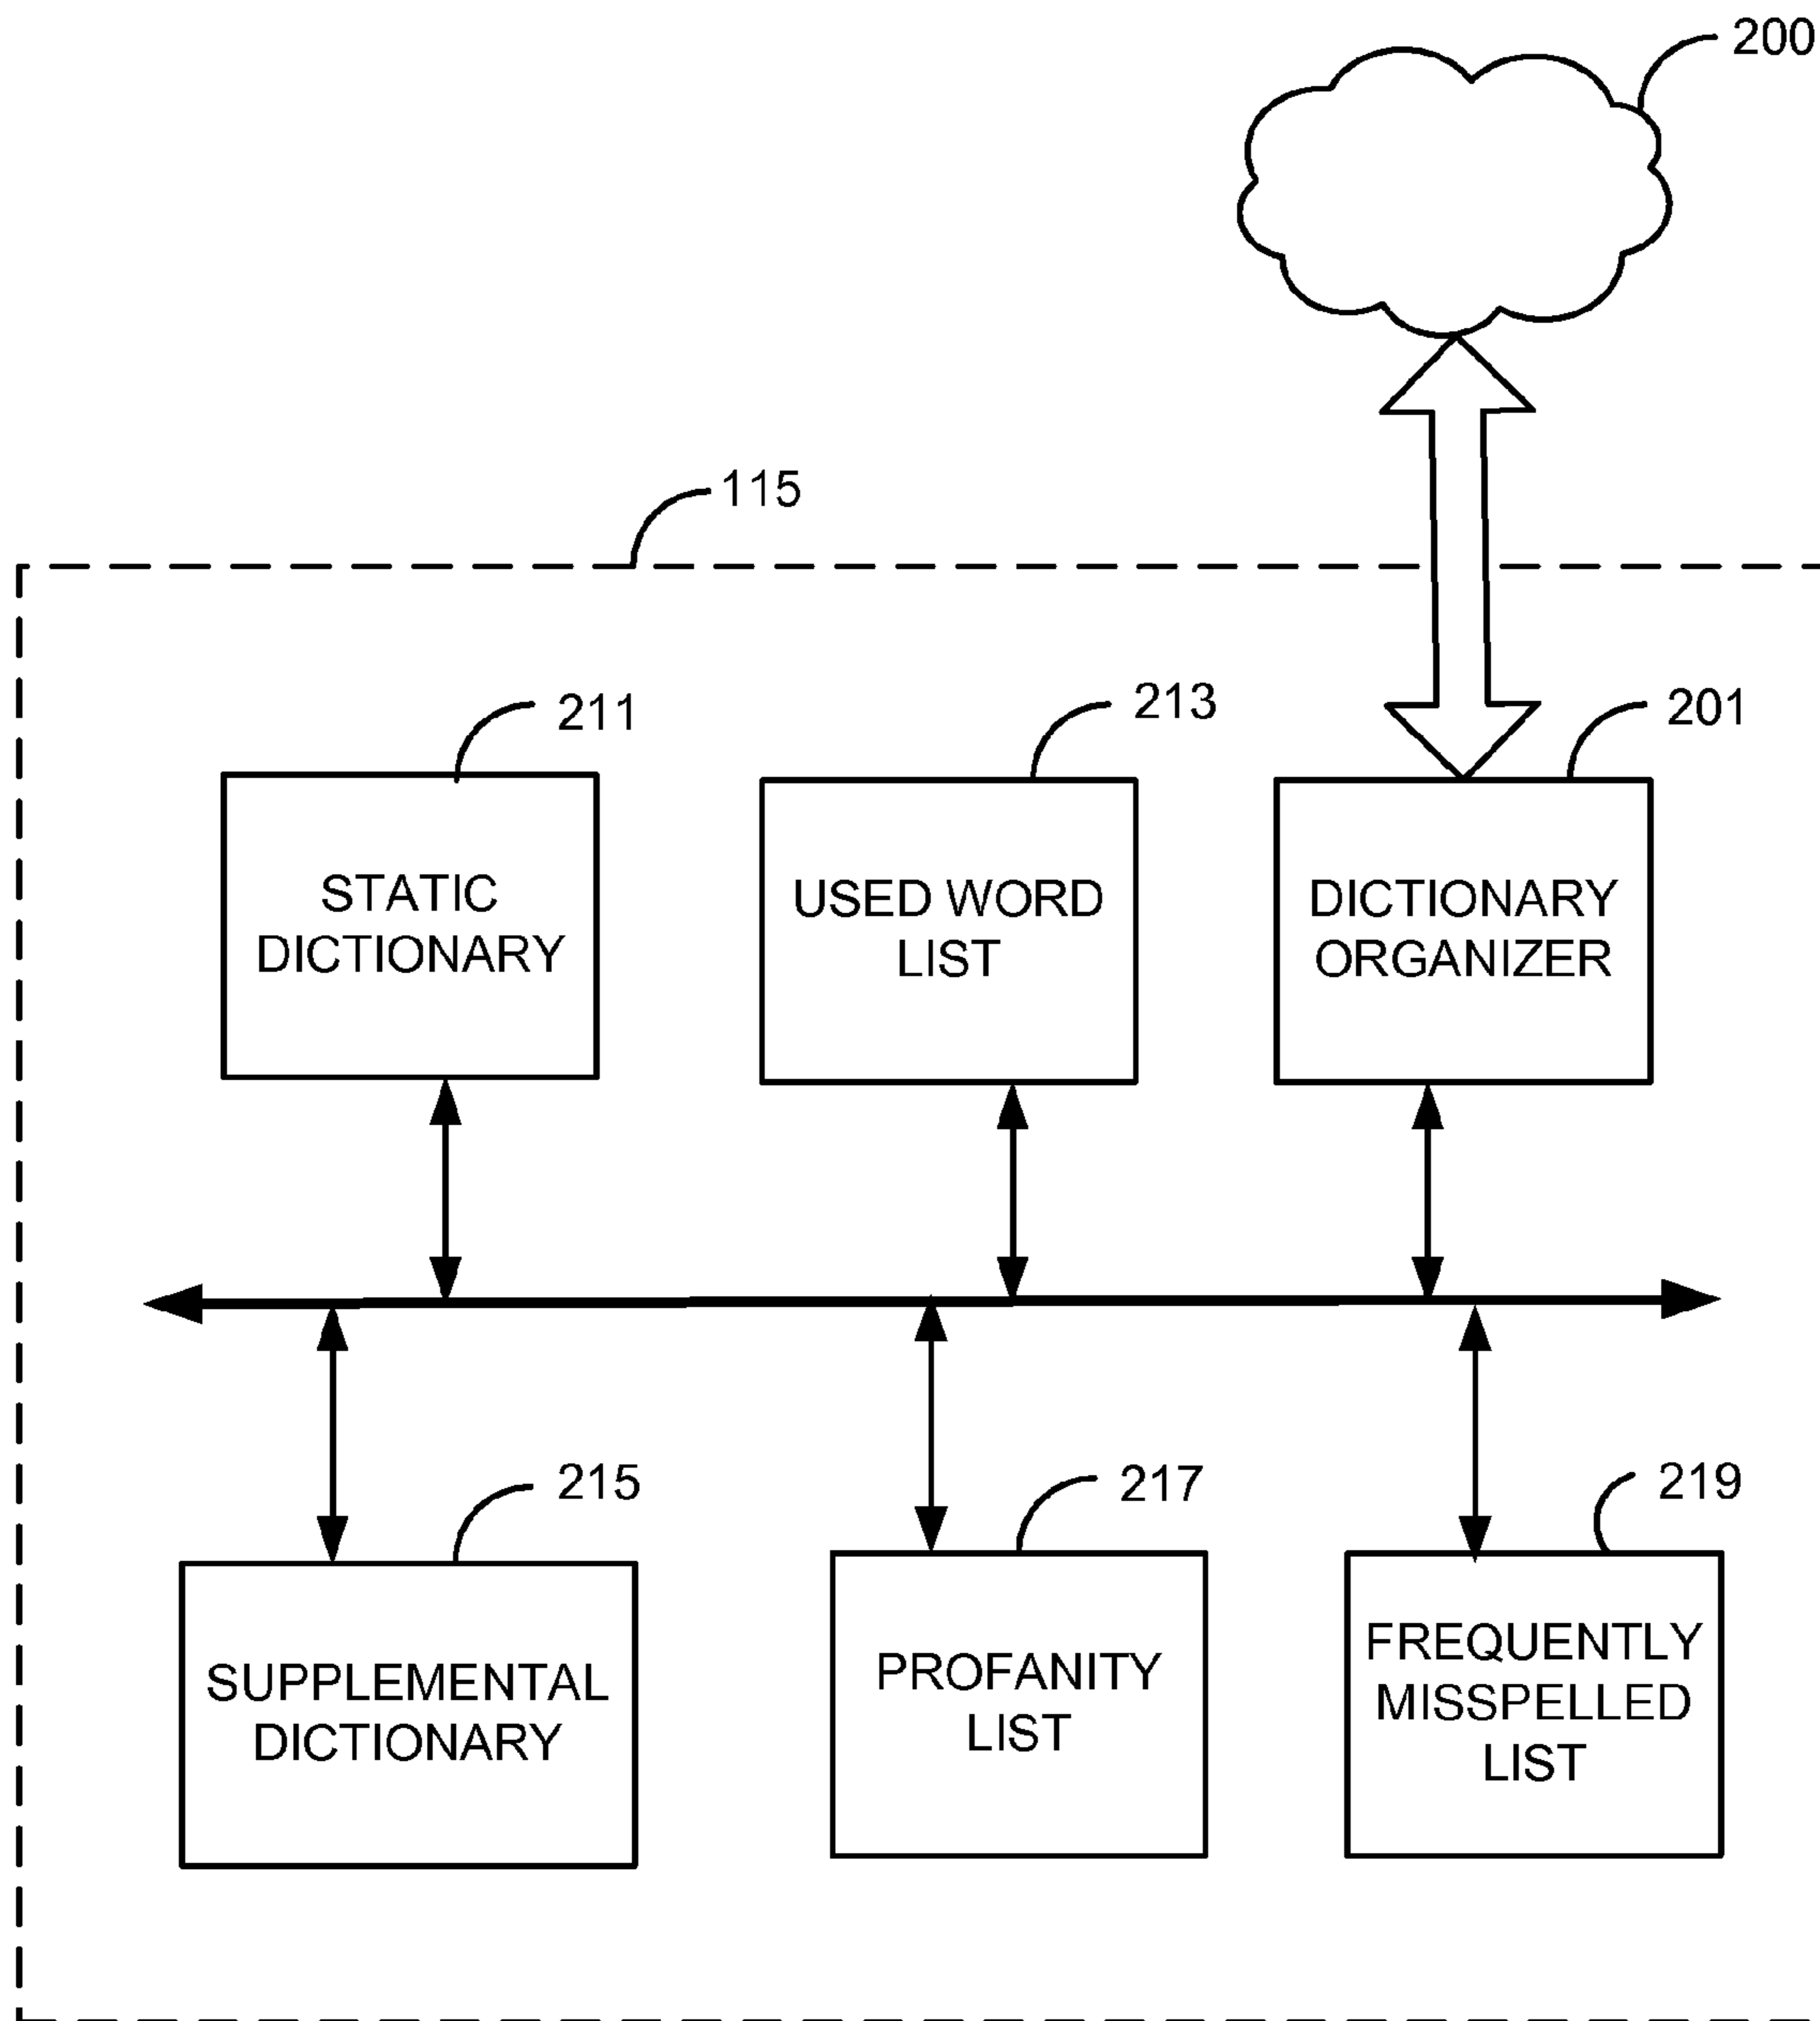 200
115
211
213
201
STATIC
DICTIONARY
USED WORD
LIST
DICTIONARY
ORGANIZER
215
217
219
SUPPLEMENTAL
DICTIONARY
PROFANITY
LIST
FREQUENTLY
MISSPELLED
LIST